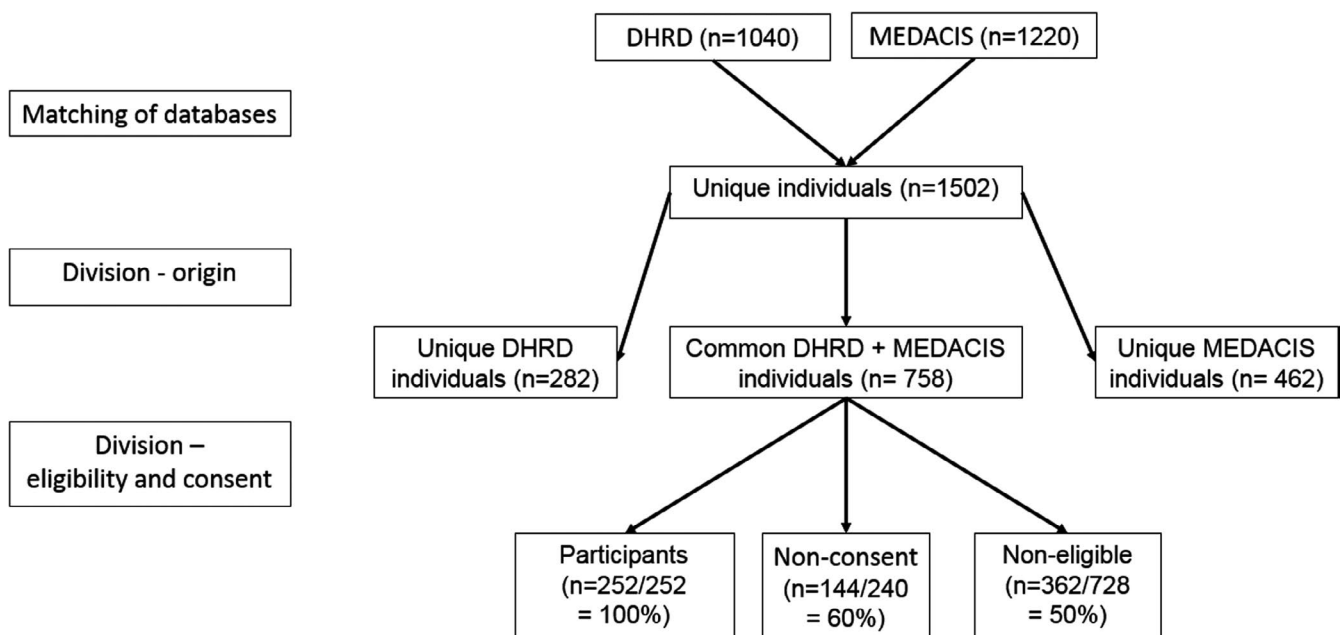 DHRD (n=1040)
MEDACIS (n=1220)
Matching of databases
Unique individuals (n=1502)
Division - origin
Unique DHRD
individuals (n=282)
Common DHRD + MEDACIS
individuals (n= 758)
Unique MEDACIS
individuals (n= 462)
Division –
eligibility and consent
Participants
(n=252/252
= 100%)
Non-consent
(n=144/240
= 60%)
Non-eligible
(n=362/728
= 50%)